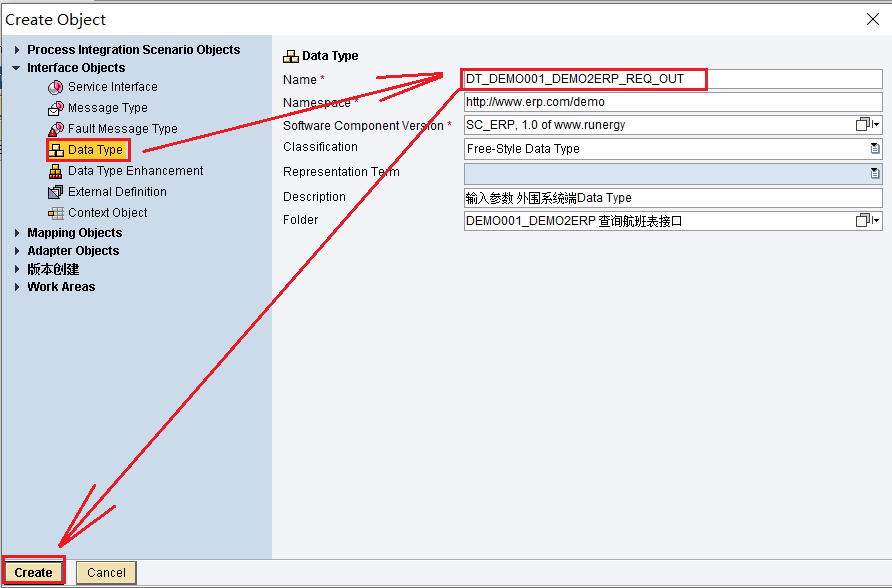 Create Object
Process Integration Scenario Objects
Interface Objects
Service Interface
Message Type
Fault Message Type
Data Type
Data Type Enhancement
External Definition
Context Object
Mapping Objects
Adapter Objects
版本创建
Work Areas
Data Type
Name * DT_DEMO001_DEMO2ERP_REQ_OUT
Namespace * http://www.erp.com/demo
Software Component Version * SC_ERP, 1.0 of www.runergy
Classification Free-Style Data Type
Representation Term
Description 输入参数 外围系统端Data Type
Folder DEMO001_DEMO2ERP 查询航班表接口
Create Cancel